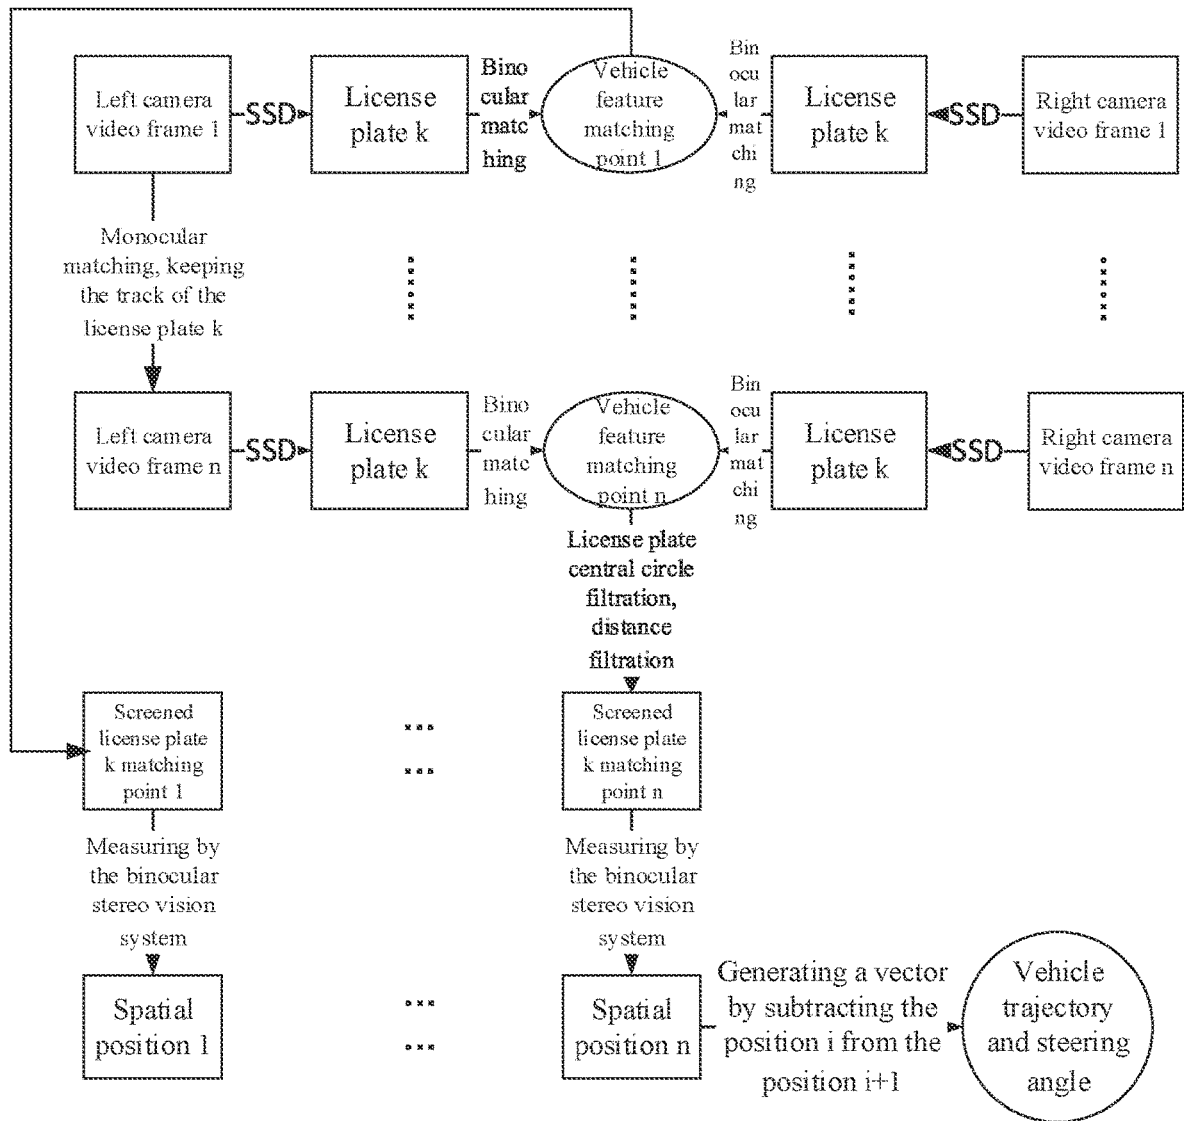 Left camera
video frame 1
SSD
License
plate k
Bino
cular
matc
hing
Vehicle
feature
matching
point 1
Bin
ocu
lar
mat
chi
ng
License
plate k
SSD
Right camera
video frame 1
Monocular
matching, keeping
the track of the
license plate k
Left camera
video frame n
SSD
License
plate k
Bino
cular
matc
hing
Vehicle
feature
matching
point n
Bin
ocu
lar
mat
chi
ng
License
plate k
SSD
Right camera
video frame n
License plate
central circle
filtration,
distance
filtration
Screened
license plate
k matching
point 1
Screened
license plate
k matching
point n
Measuring by
the binocular
stereo vision
system
Measuring by
the binocular
stereo vision
system
Spatial
position 1
Spatial
position n
Generating a vector
by subtracting the
position i from the
position i+1
Vehicle
trajectory
and steering
angle